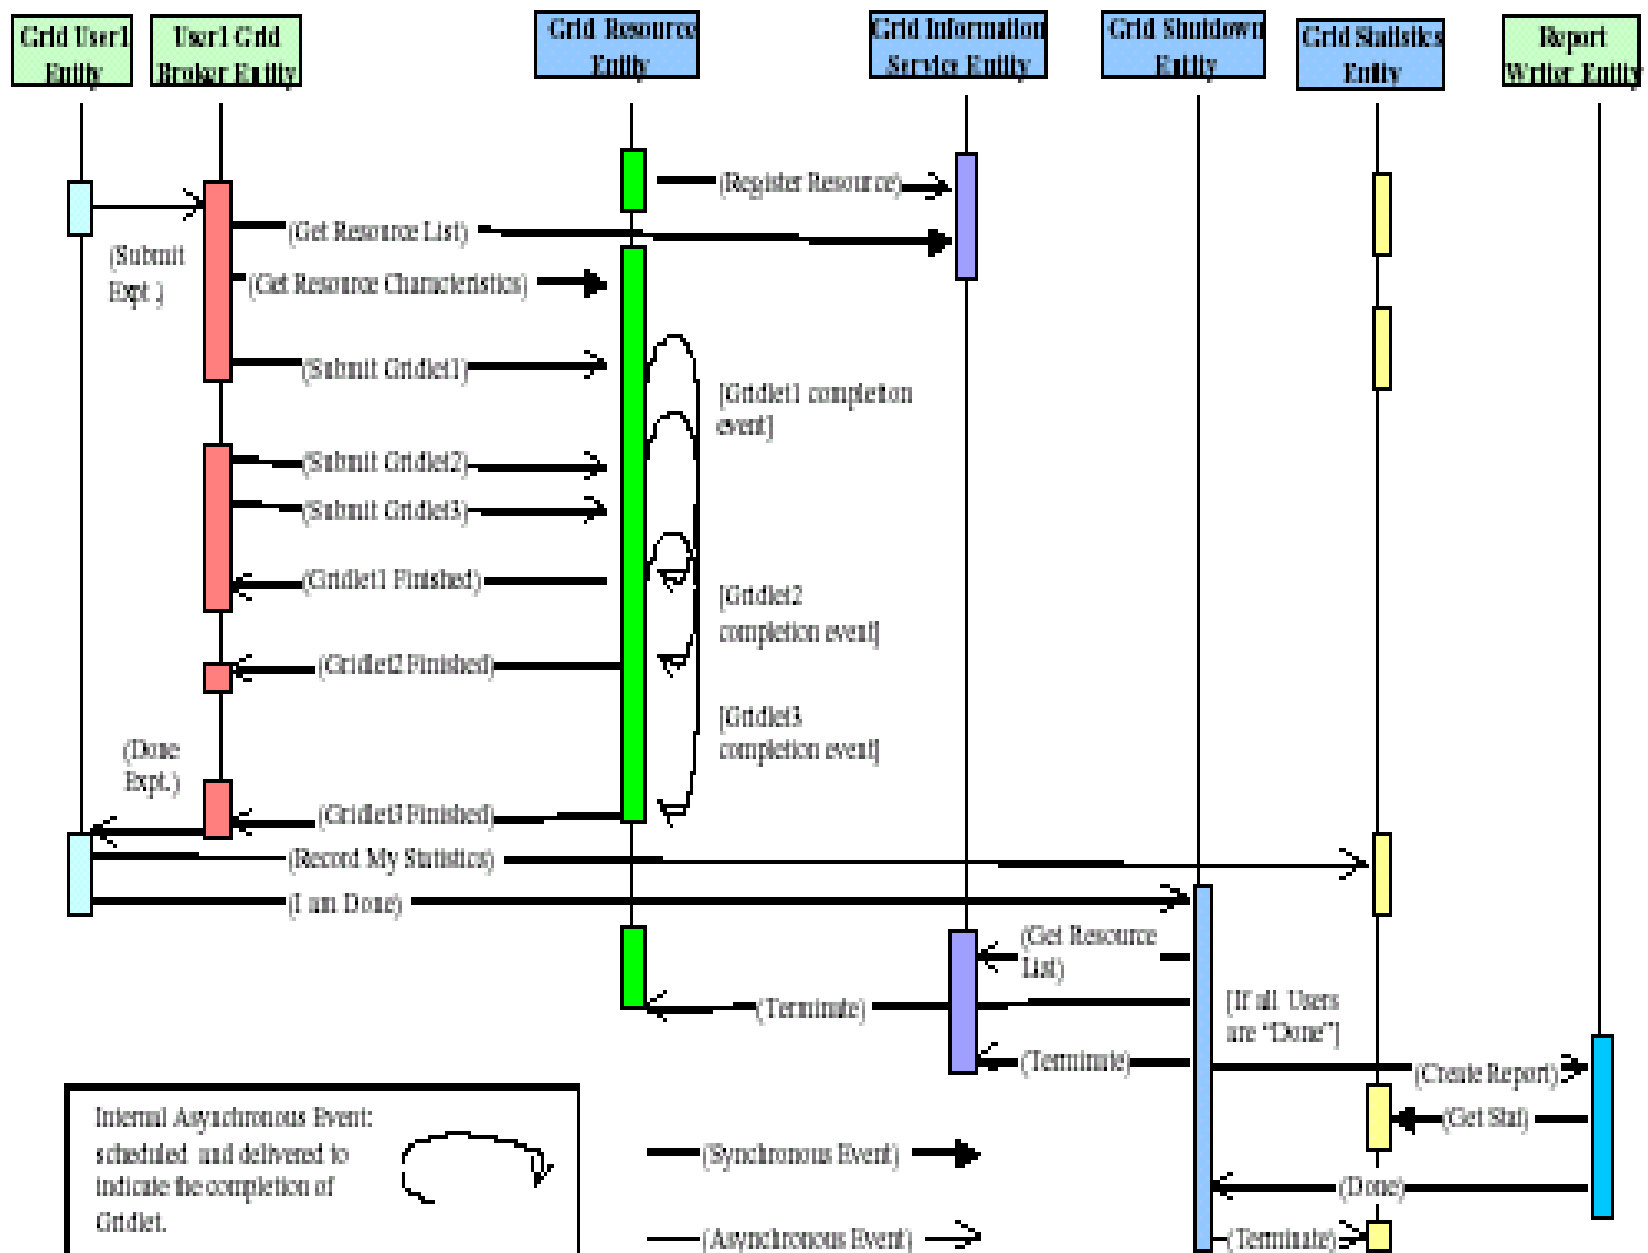 Grid User1
Entity
User1 Grid
Broker Entity
Grid Resource
Entity
Grid Information
Service Entity
Grid Shutdown
Entity
Grid Statistics
Entity
Report
Writer Entity
(Register Resource)
(Get Resource List)
(Submit
Expt.)
(Get Resource Characteristics)
(Submit Gridlet1)
[Gridlet1 completion
event]
(Submit Gridlet2)
(Submit Gridlet3)
(Gridlet1 Finished)
[Gridlet2
completion event]
(Gridlet2 Finished)
[Gridlet3
completion event]
(Done
Expt.)
(Gridlet3 Finished)
(Record My Statistics)
(I am Done)
(Get Resource
List)
(Terminate)
[If all Users
are “Done”]
(Terminate)
(Create Report)
(Get Stat)
(Done)
(Terminate)
Internal Asynchronous Event:
scheduled and delivered to
indicate the completion of
Gridlet.
(Synchronous Event)
(Asynchronous Event)